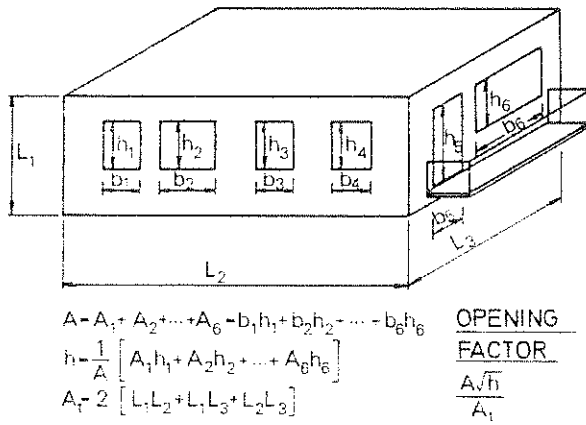 h₆
L₁ h₁ h₂ h₃ h₄ h₅ b₆
b₁ b₂ b₃ b₄
L₂ L₃
A=A₁+A₂+···+A₆=b₁h₁+b₂h₂+···+b₆h₆
h=1/A [A₁h₁+A₂h₂+···+A₆h₆]
Aₜ=2 [L₁L₂+L₁L₃+L₂L₃]
OPENING
FACTOR
A√h
Aₜ